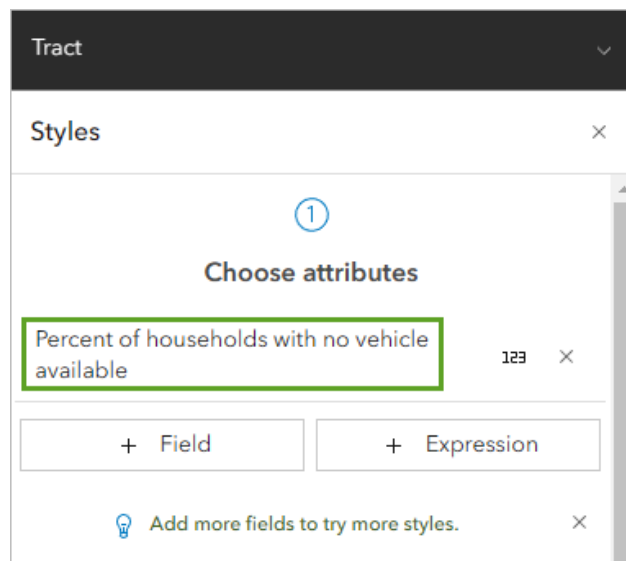 Tract
Styles
1
Choose attributes
Percent of households with no vehicle
available
123
+ Field
+ Expression
Add more fields to try more styles.